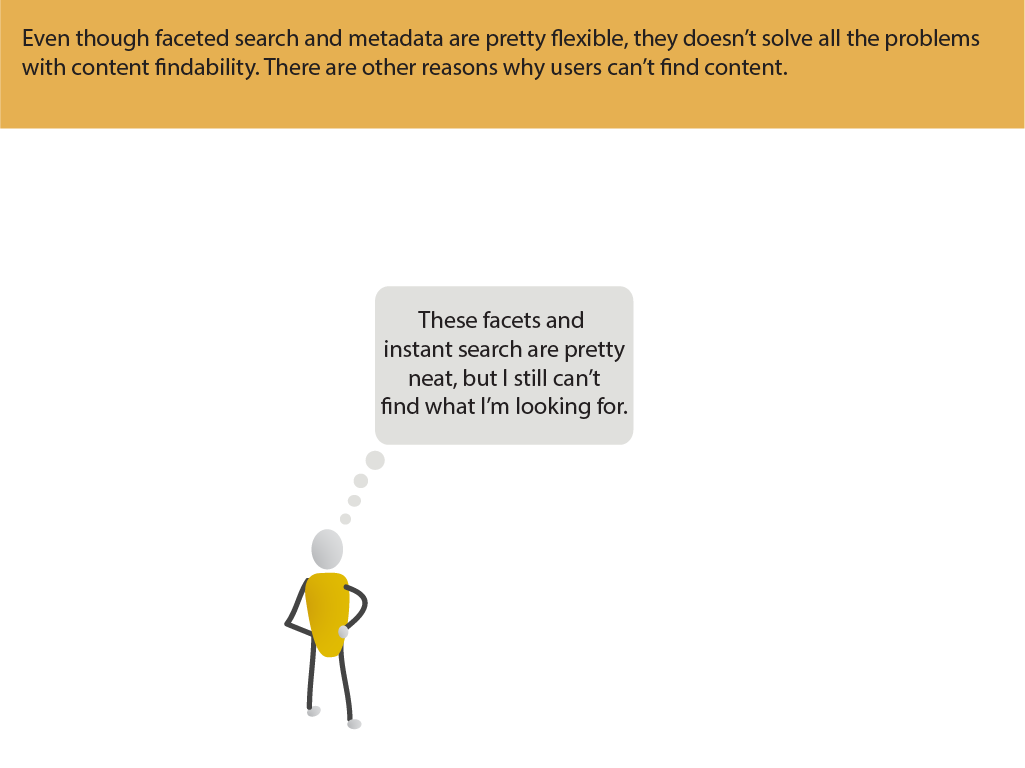 Even though faceted search and metadata are pretty flexible, they doesn’t solve all the problems
with content findability. There are other reasons why users can’t find content.
These facets and
instant search are pretty
neat, but I still can’t
find what I’m looking for.